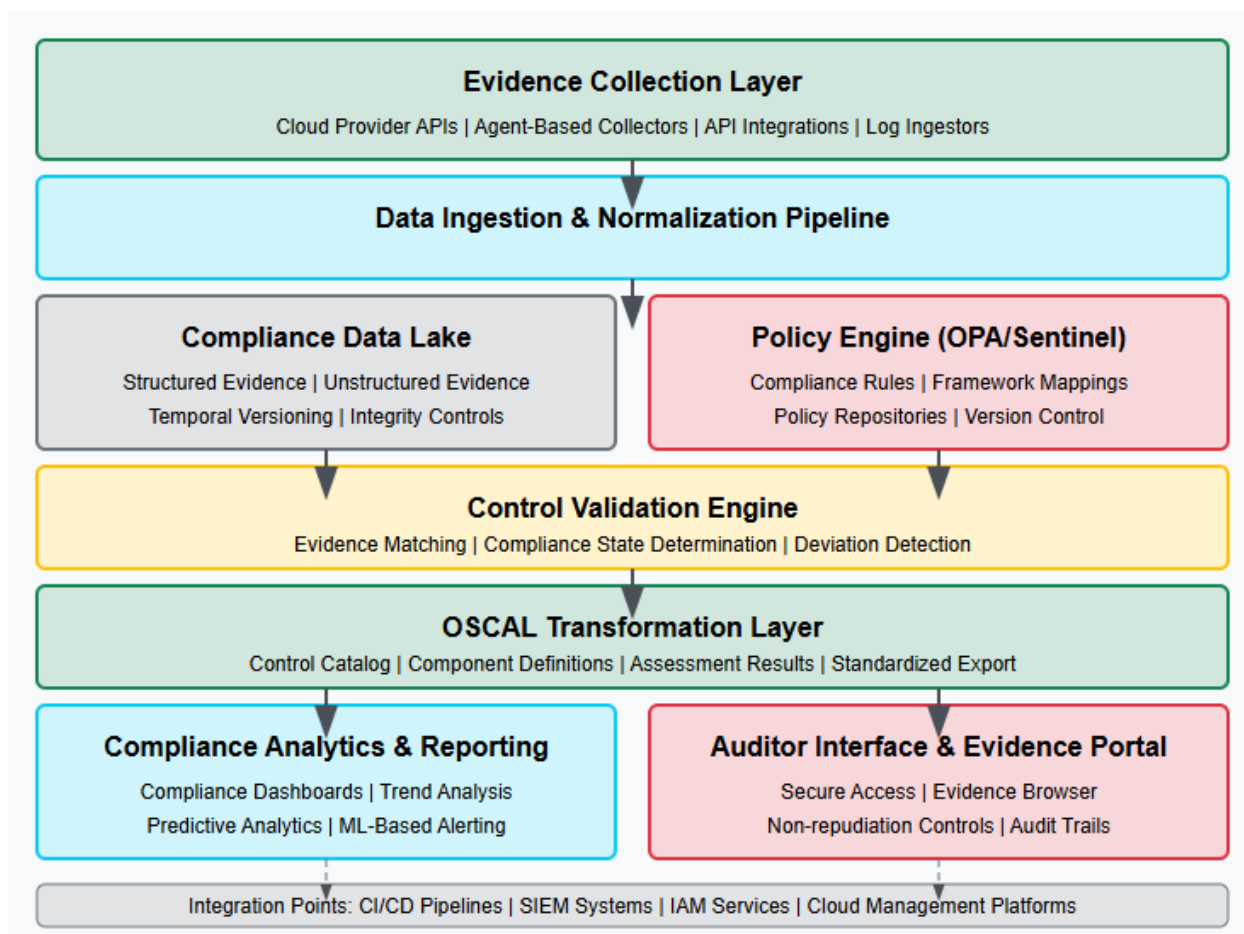 Evidence Collection Layer
Cloud Provider APIs | Agent-Based Collectors | API Integrations | Log Ingestors
Data Ingestion & Normalization Pipeline
Compliance Data Lake
Structured Evidence | Unstructured Evidence
Temporal Versioning | Integrity Controls
Policy Engine (OPA/Sentinel)
Compliance Rules | Framework Mappings
Policy Repositories | Version Control
Control Validation Engine
Evidence Matching | Compliance State Determination | Deviation Detection
OSCAL Transformation Layer
Control Catalog | Component Definitions | Assessment Results | Standardized Export
Compliance Analytics & Reporting
Compliance Dashboards | Trend Analysis
Predictive Analytics | ML-Based Alerting
Auditor Interface & Evidence Portal
Secure Access | Evidence Browser
Non-repudiation Controls | Audit Trails
Integration Points: CI/CD Pipelines | SIEM Systems | IAM Services | Cloud Management Platforms